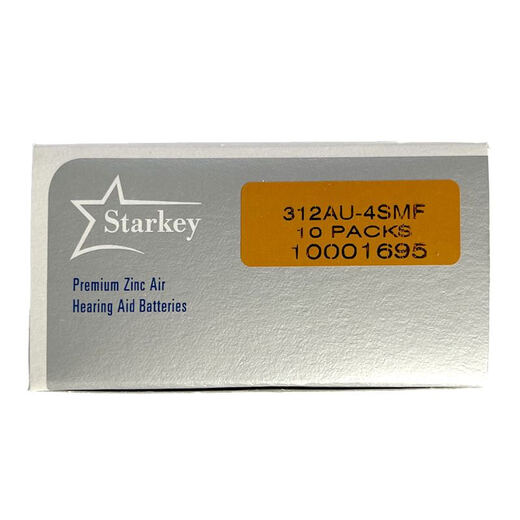 Starkey
Premium Zinc Air
Hearing Aid Batteries
312AU-4SMF
10 PACKS
10001695